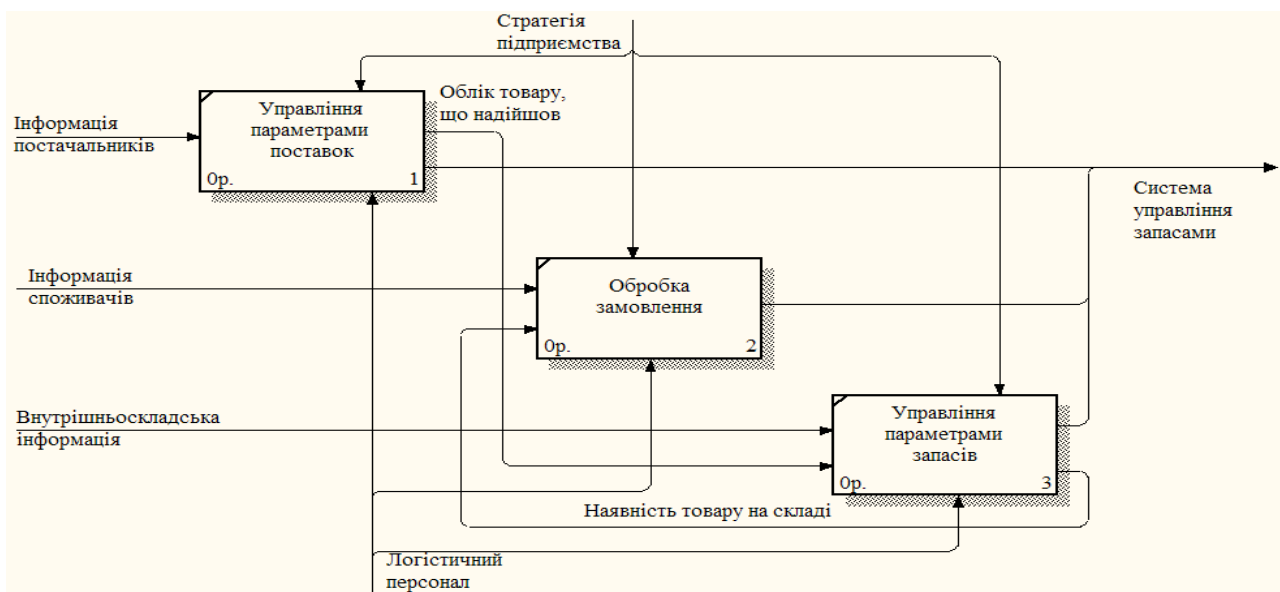 Стратегія
підприємства
Облік товару,
що надійшов
Управління
параметрами
поставок
0р. 1
Інформація
постачальників
Система
управління
запасами
Інформація
споживачів
Обробка
замовлення
0р. 2
Внутрішньоскладська
інформація
Управління
параметрами
запасів
0р. 3
Наявність товару на складі
Логістичний
персонал